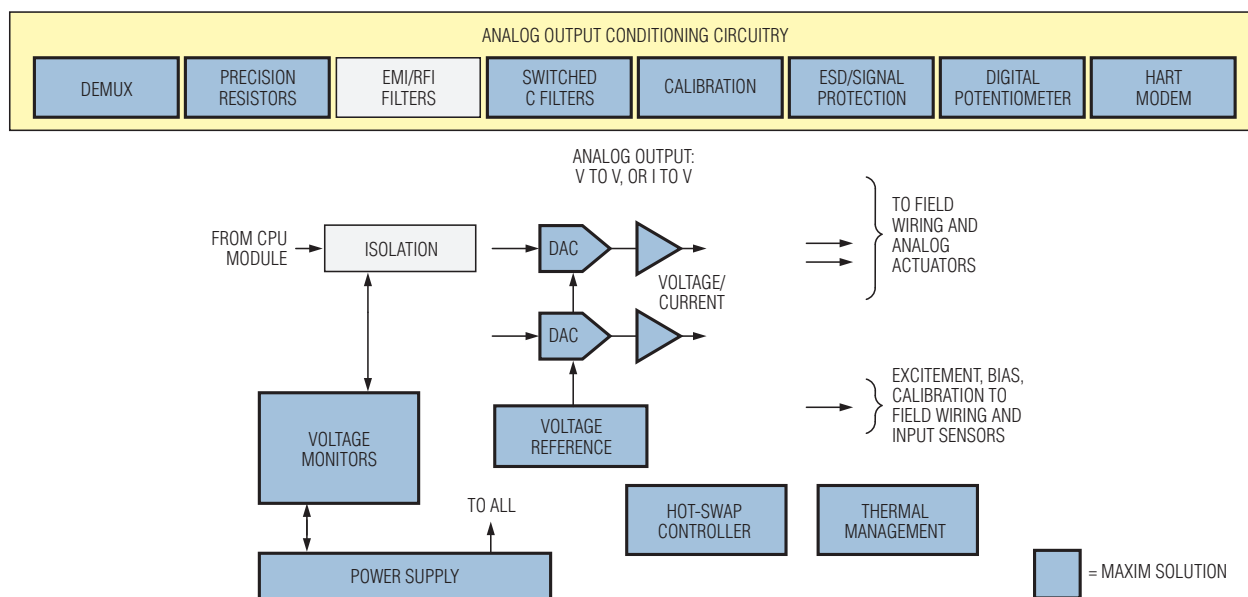 ANALOG OUTPUT CONDITIONING CIRCUITRY
DEMUX
PRECISION
RESISTORS
EMI/RFI
FILTERS
SWITCHED
C FILTERS
CALIBRATION
ESD/SIGNAL
PROTECTION
DIGITAL
POTENTIOMETER
HART
MODEM
ANALOG OUTPUT:
V TO V, OR I TO V
FROM CPU
MODULE
ISOLATION
DAC
VOLTAGE/
CURRENT
DAC
TO FIELD
WIRING AND
ANALOG
ACTUATORS
VOLTAGE
MONITORS
VOLTAGE
REFERENCE
EXCITEMENT, BIAS,
CALIBRATION TO
FIELD WIRING AND
INPUT SENSORS
TO ALL
HOT-SWAP
CONTROLLER
THERMAL
MANAGEMENT
POWER SUPPLY
= MAXIM SOLUTION